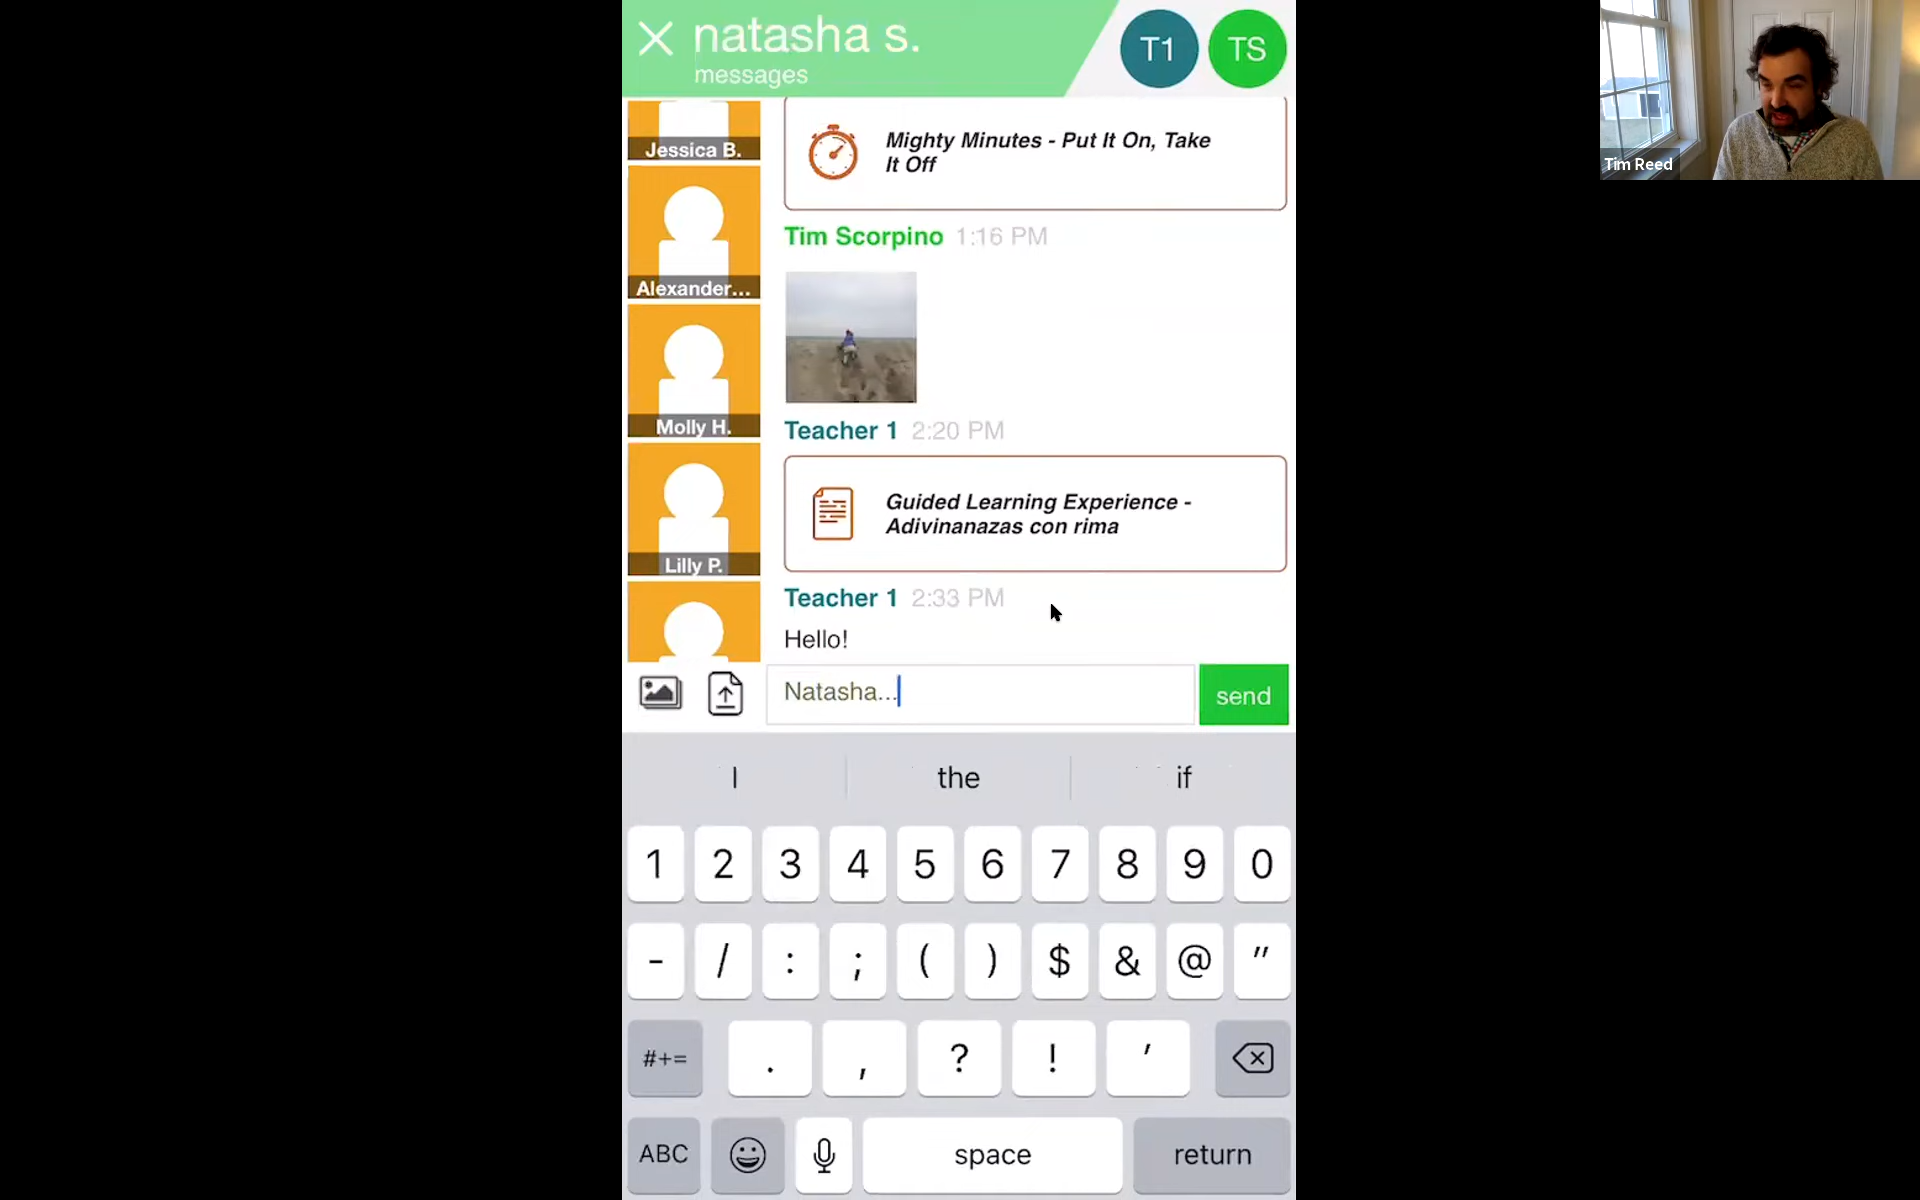 natasha s.
messages
T1
TS
Tim Reed
Jessica B.
Alexander...
Molly H.
Lilly P.
Mighty Minutes - Put It On, Take
It Off
Tim Scorpino 1:16 PM
Teacher 1 2:20 PM
Guided Learning Experience -
Adivinanazas con rima
Teacher 1 2:33 PM
Hello!
Natasha...
send
I the if
1 2 3 4 5 6 7 8 9 0
- / : ; ( ) $ & @ "
#+= . , ? ! '
ABC space return